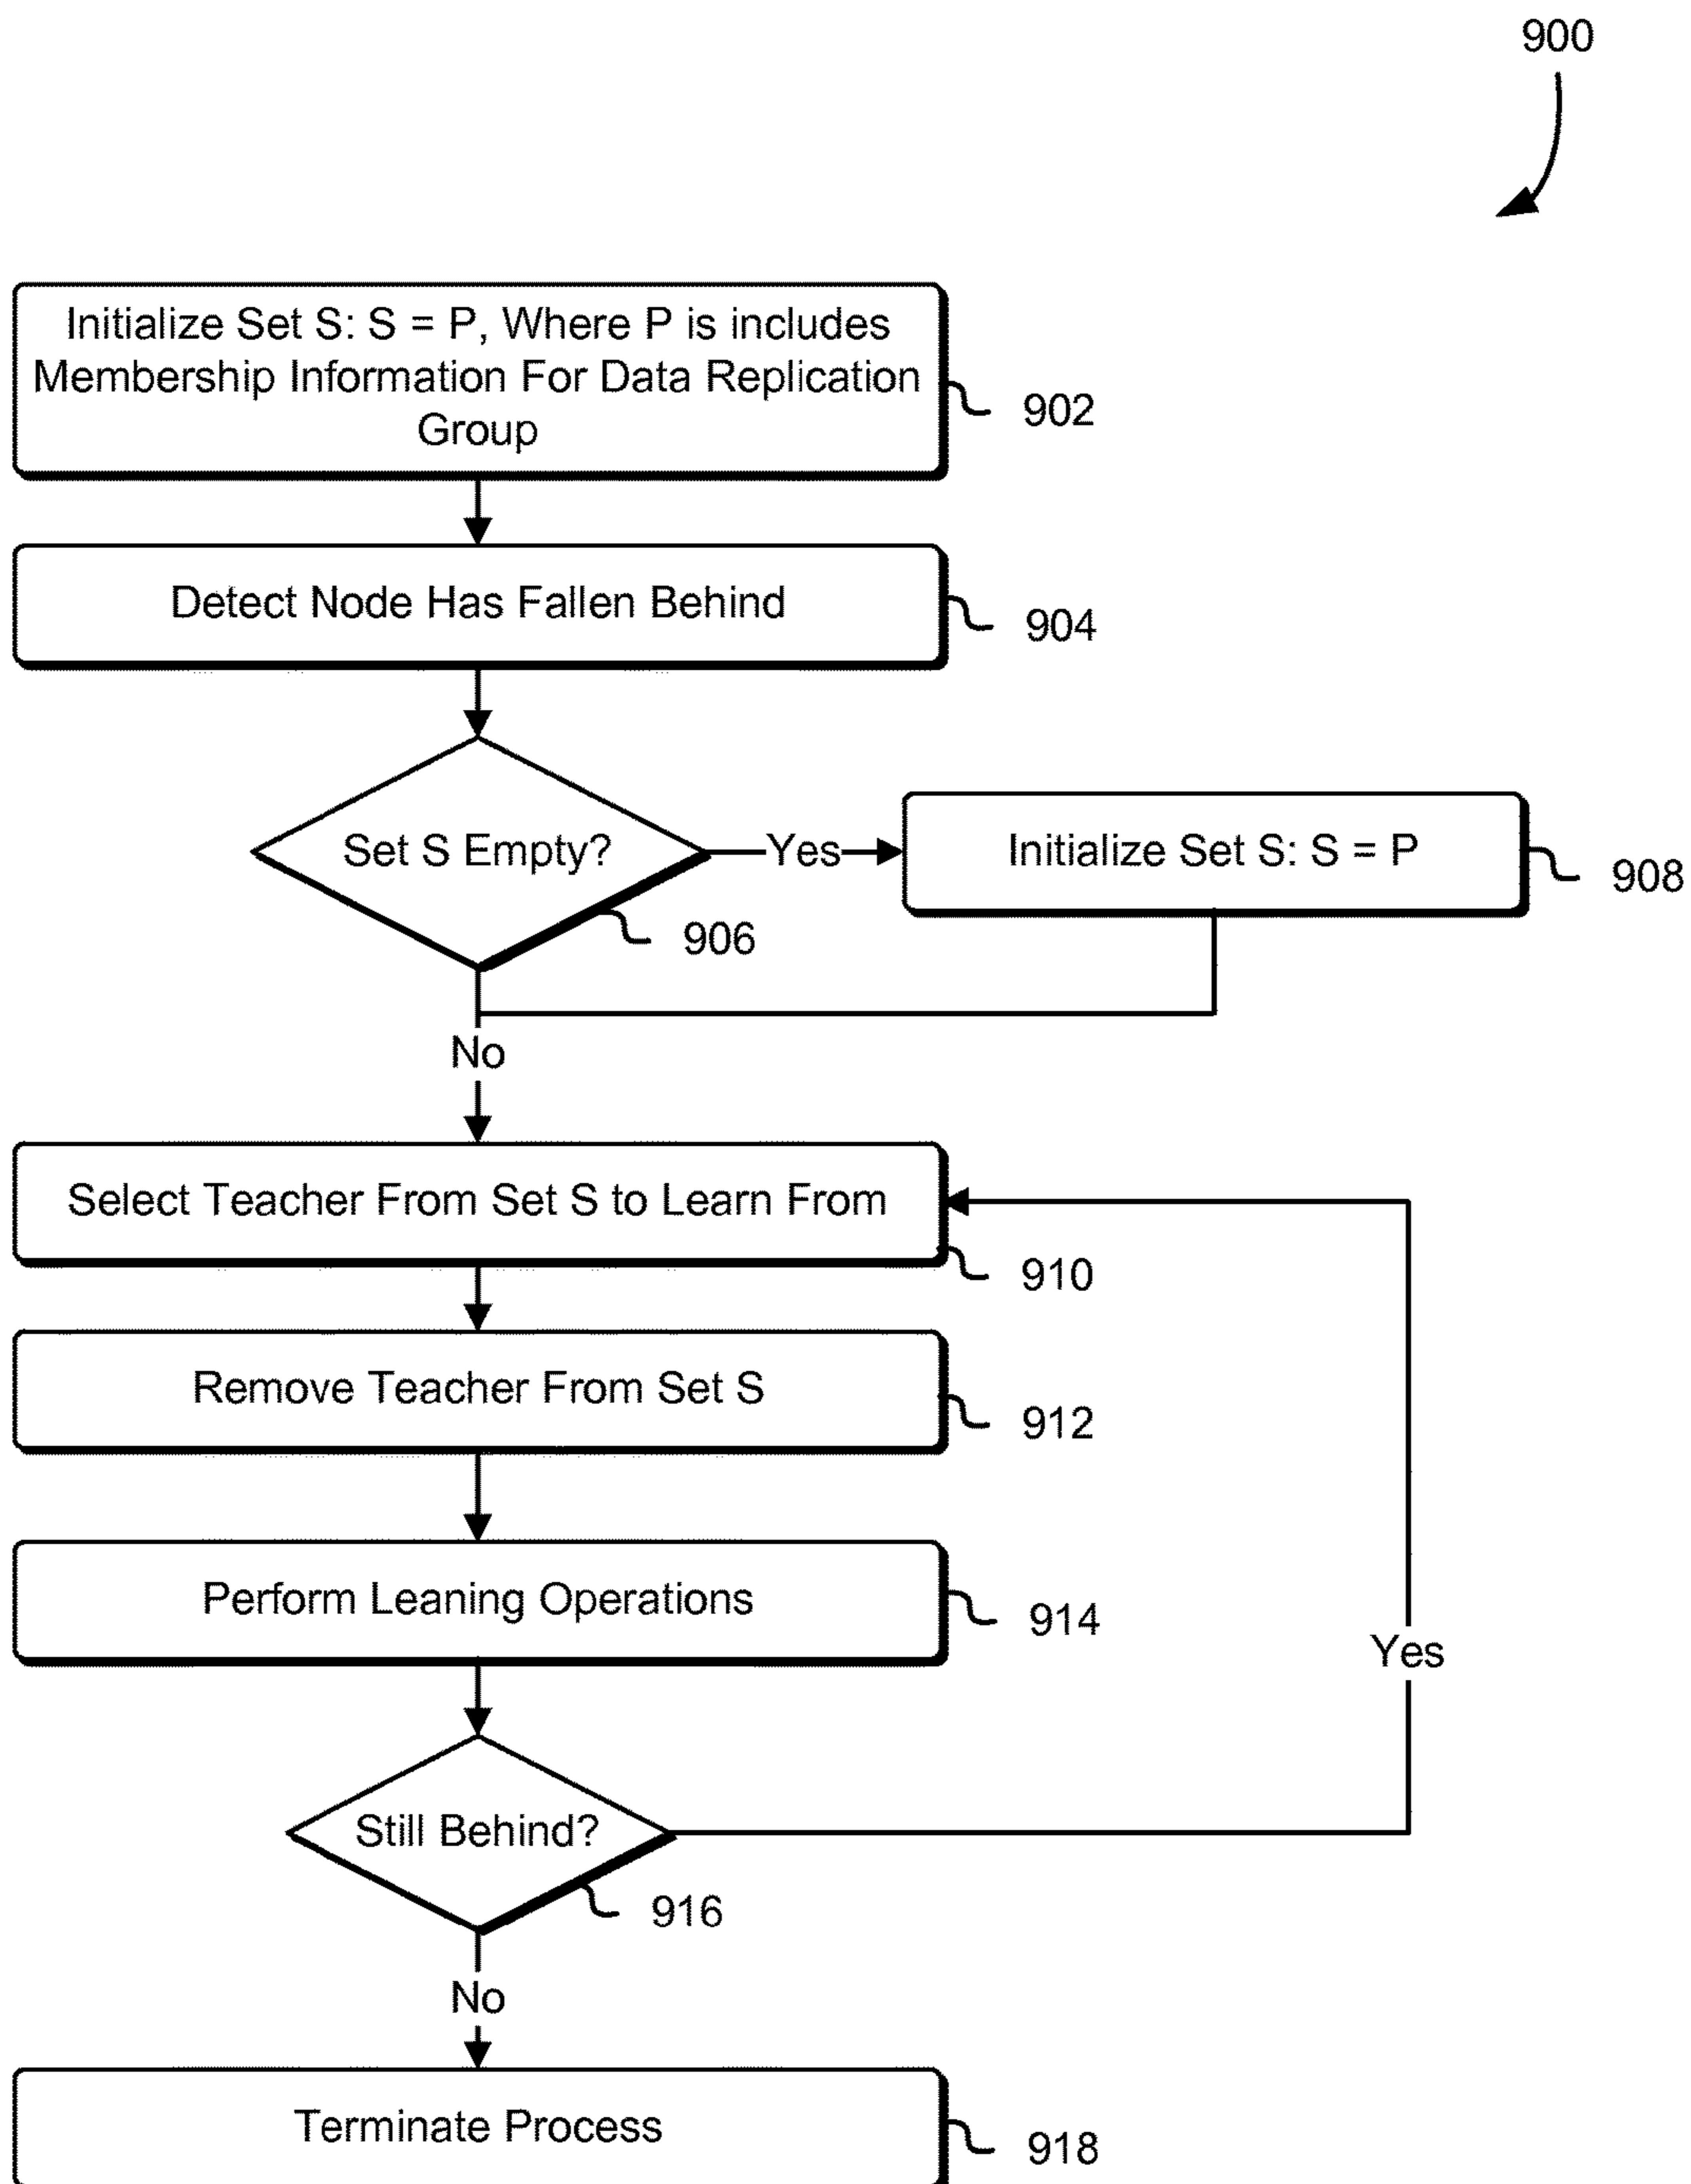 900
Initialize Set S: S = P, Where P is includes
Membership Information For Data Replication
Group
902
Detect Node Has Fallen Behind
904
Set S Empty?
Yes
Initialize Set S: S = P
908
906
No
Select Teacher From Set S to Learn From
910
Remove Teacher From Set S
912
Perform Leaning Operations
914
Yes
Still Behind?
916
No
Terminate Process
918